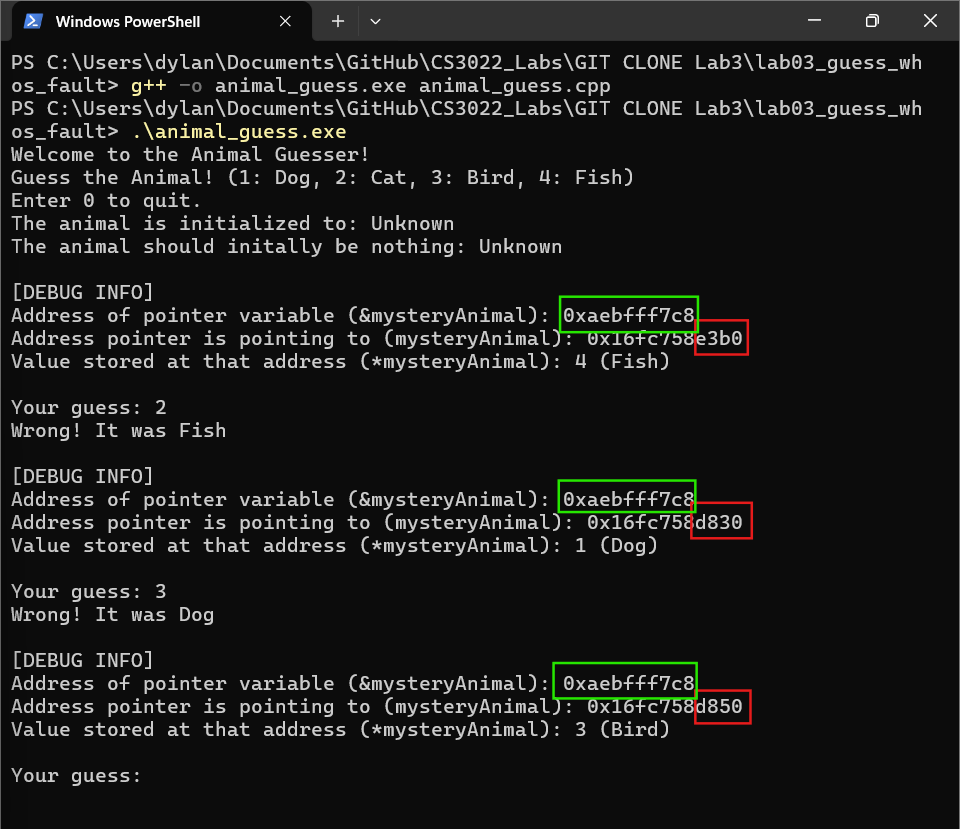 Windows PowerShell
PS C:\Users\dylan\Documents\GitHub\CS3022_Labs\GIT CLONE Lab3\lab03_guess_wh
os_fault> g++ -o animal_guess.exe animal_guess.cpp
PS C:\Users\dylan\Documents\GitHub\CS3022_Labs\GIT CLONE Lab3\lab03_guess_wh
os_fault> .\animal_guess.exe
Welcome to the Animal Guesser!
Guess the Animal! (1: Dog, 2: Cat, 3: Bird, 4: Fish)
Enter 0 to quit.
The animal is initialized to: Unknown
The animal should initally be nothing: Unknown
[DEBUG INFO]
Address of pointer variable (&mysteryAnimal): 0xaebfff7c8
Address pointer is pointing to (mysteryAnimal): 0x16fc758e3b0
Value stored at that address (*mysteryAnimal): 4 (Fish)
Your guess: 2
Wrong! It was Fish
[DEBUG INFO]
Address of pointer variable (&mysteryAnimal): 0xaebfff7c8
Address pointer is pointing to (mysteryAnimal): 0x16fc758d830
Value stored at that address (*mysteryAnimal): 1 (Dog)
Your guess: 3
Wrong! It was Dog
[DEBUG INFO]
Address of pointer variable (&mysteryAnimal): 0xaebfff7c8
Address pointer is pointing to (mysteryAnimal): 0x16fc758d850
Value stored at that address (*mysteryAnimal): 3 (Bird)
Your guess: